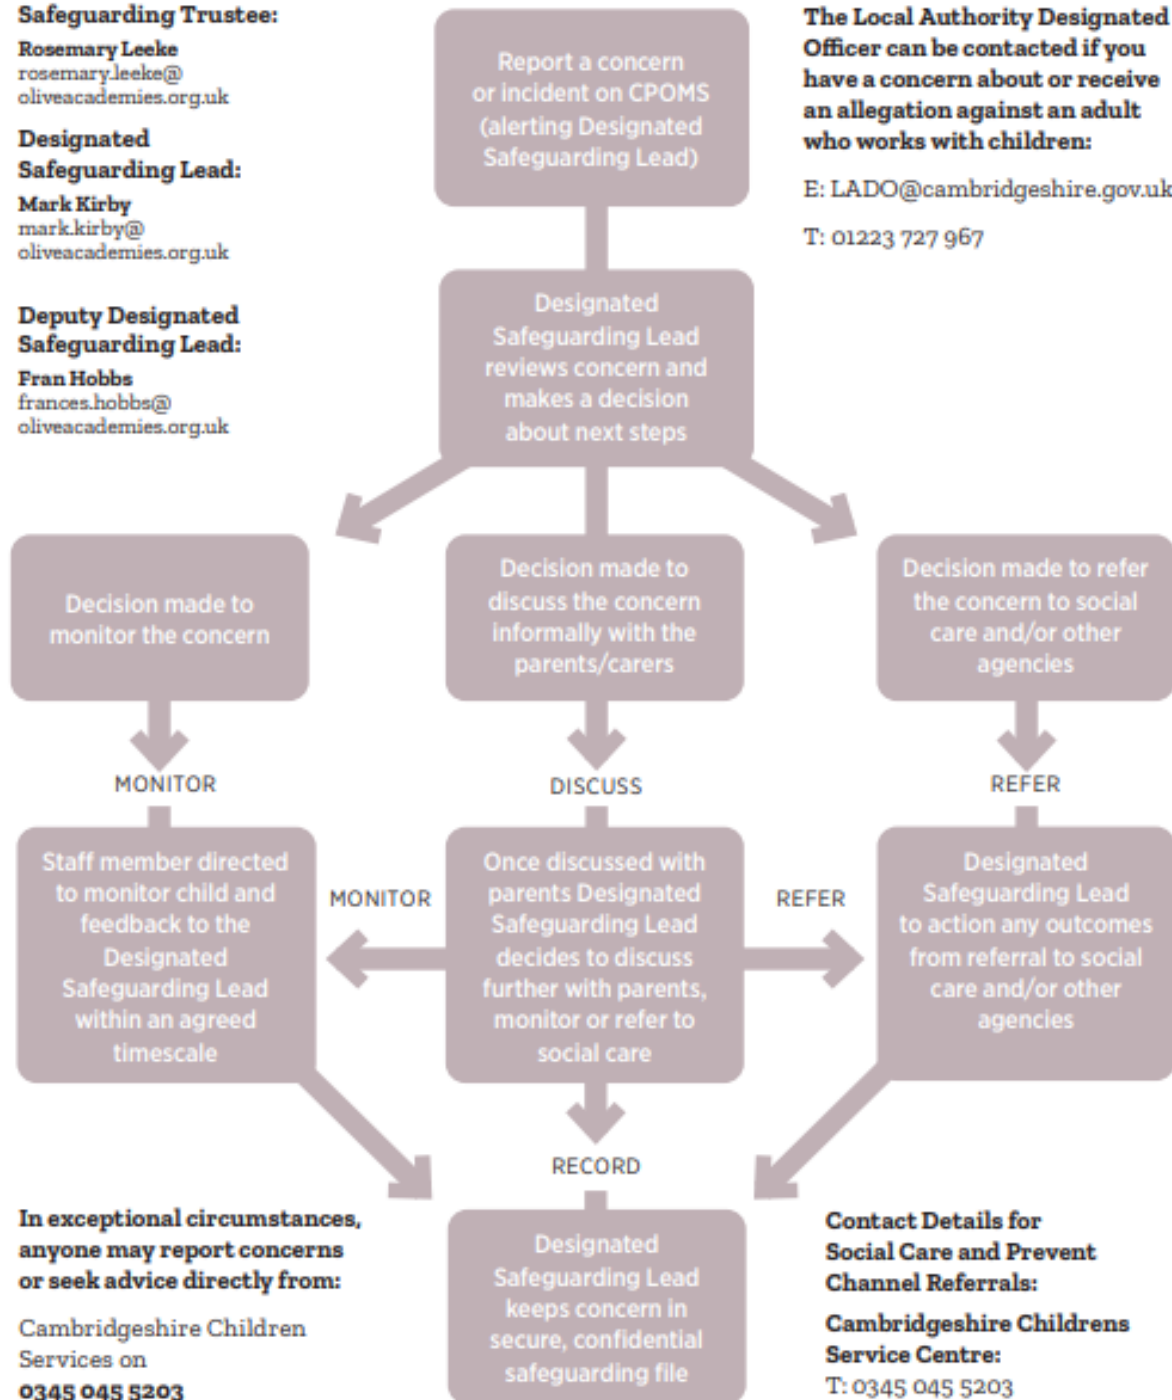 Safeguarding Trustee:
Rosemary Leeke
rosemary.leeke@
oliveacademies.org.uk
Designated
Safeguarding Lead:
Mark Kirby
mark.kirby@
oliveacademies.org.uk
Deputy Designated
Safeguarding Lead:
Fran Hobbs
frances.hobbs@
oliveacademies.org.uk
Report a concern
or incident on CPOMS
(alerting Designated
Safeguarding Lead)
The Local Authority Designated
Officer can be contacted if you
have a concern about or receive
an allegation against an adult
who works with children:
E: LADO@cambridgeshire.gov.uk
T: 01223 727 967
Designated
Safeguarding Lead
reviews concern and
makes a decision
about next steps
Decision made to
monitor the concern
Decision made to
discuss the concern
informally with the
parents/carers
Decision made to refer
the concern to social
care and/or other
agencies
MONITOR
DISCUSS
REFER
Staff member directed
to monitor child and
feedback to the
Designated
Safeguarding Lead
within an agreed
timescale
MONITOR
Once discussed with
parents Designated
Safeguarding Lead
decides to discuss
further with parents,
monitor or refer to
social care
REFER
Designated
Safeguarding Lead
to action any outcomes
from referral to social
care and/or other
agencies
RECORD
In exceptional circumstances,
anyone may report concerns
or seek advice directly from:
Cambridgeshire Children
Services on
0345 045 5203
Designated
Safeguarding Lead
keeps concern in
secure, confidential
safeguarding file
Contact Details for
Social Care and Prevent
Channel Referrals:
Cambridgeshire Childrens
Service Centre:
T: 0345 045 5203